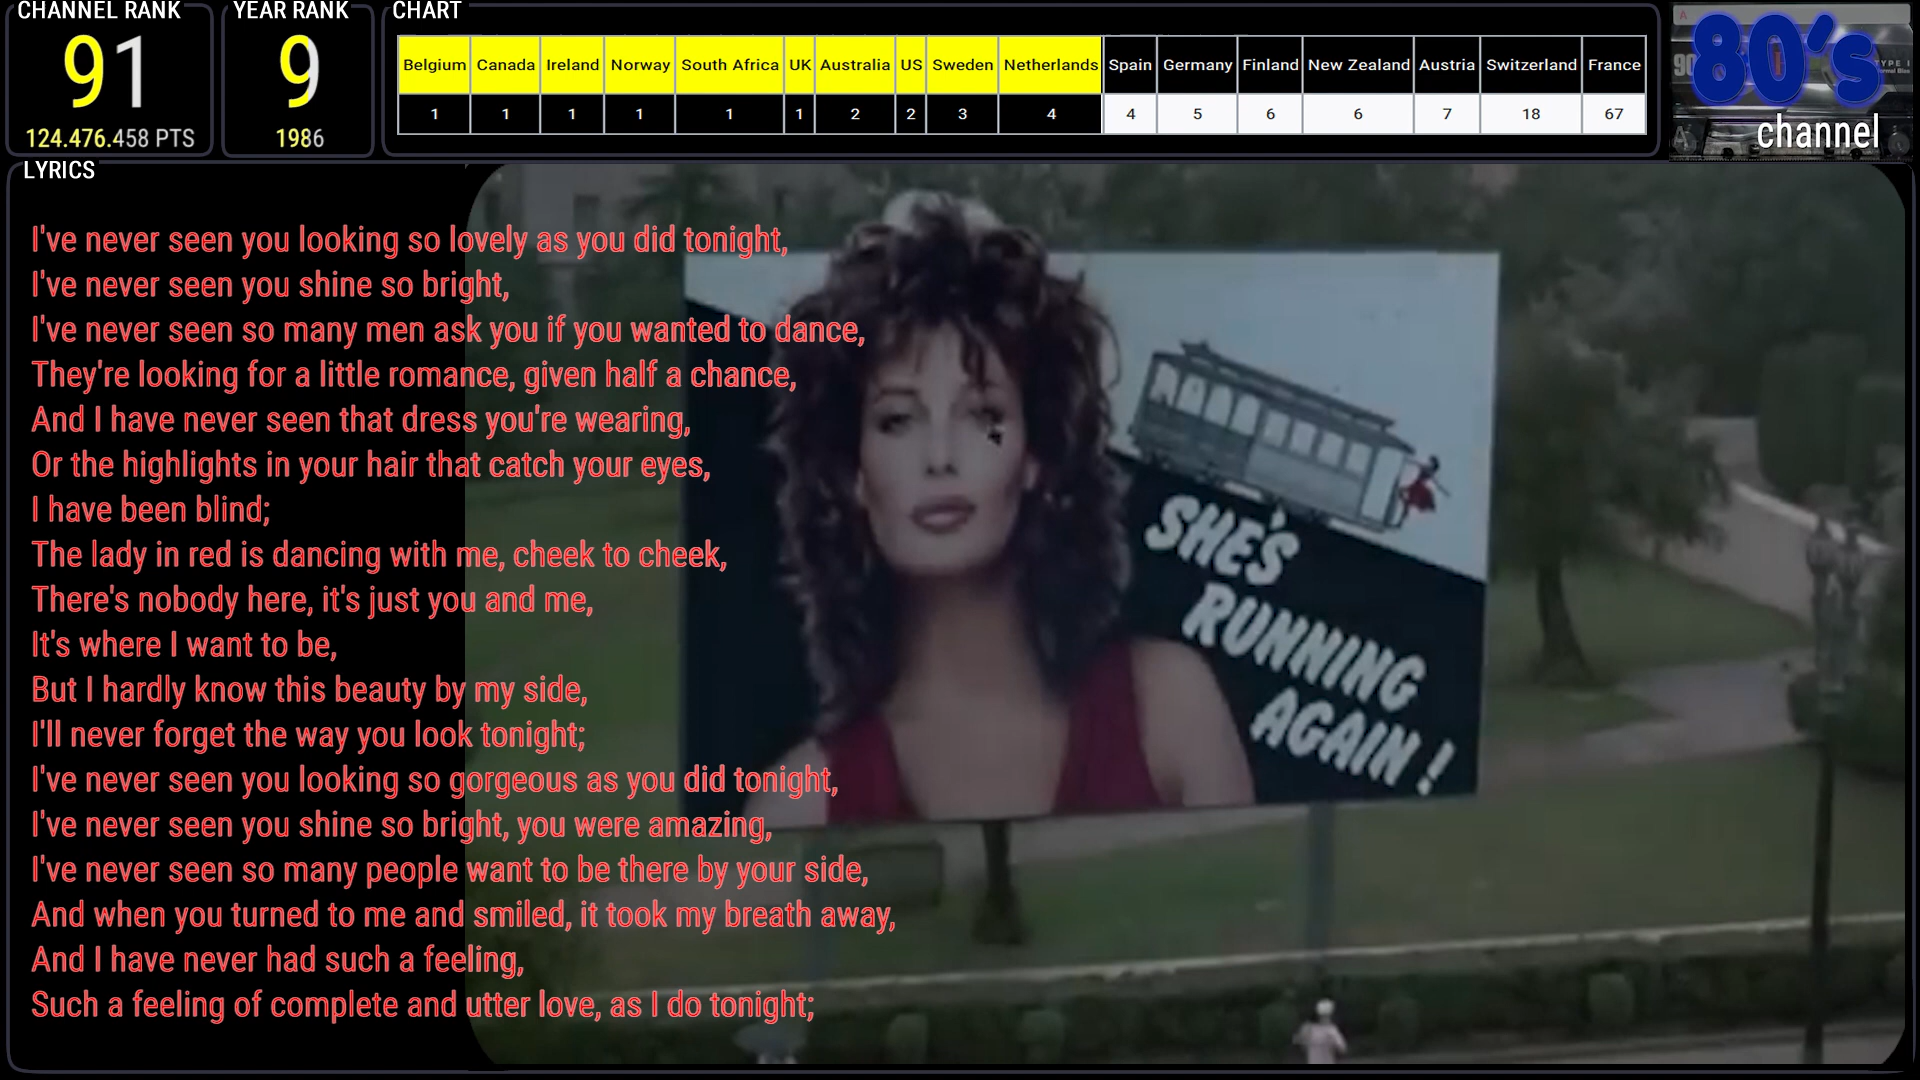 CHANNEL RANK
91
124.476.458 PTS
YEAR RANK
9
1986
CHART
Belgium Canada Ireland Norway South Africa UK Australia US Sweden Netherlands Spain Germany Finland New Zealand Austria Switzerland France
1 1 1 1 1 1 2 2 3 4 4 5 6 6 7 18 67
80's
channel
LYRICS
I've never seen you looking so lovely as you did tonight,
I've never seen you shine so bright,
I've never seen so many men ask you if you wanted to dance,
They're looking for a little romance, given half a chance,
And I have never seen that dress you're wearing,
Or the highlights in your hair that catch your eyes,
I have been blind;
The lady in red is dancing with me, cheek to cheek,
There's nobody here, it's just you and me,
It's where I want to be,
But I hardly know this beauty by my side,
I'll never forget the way you look tonight;
I've never seen you looking so gorgeous as you did tonight,
I've never seen you shine so bright, you were amazing,
I've never seen so many people want to be there by your side,
And when you turned to me and smiled, it took my breath away,
And I have never had such a feeling,
Such a feeling of complete and utter love, as I do tonight;
SHE'S
RUNNING
AGAIN!